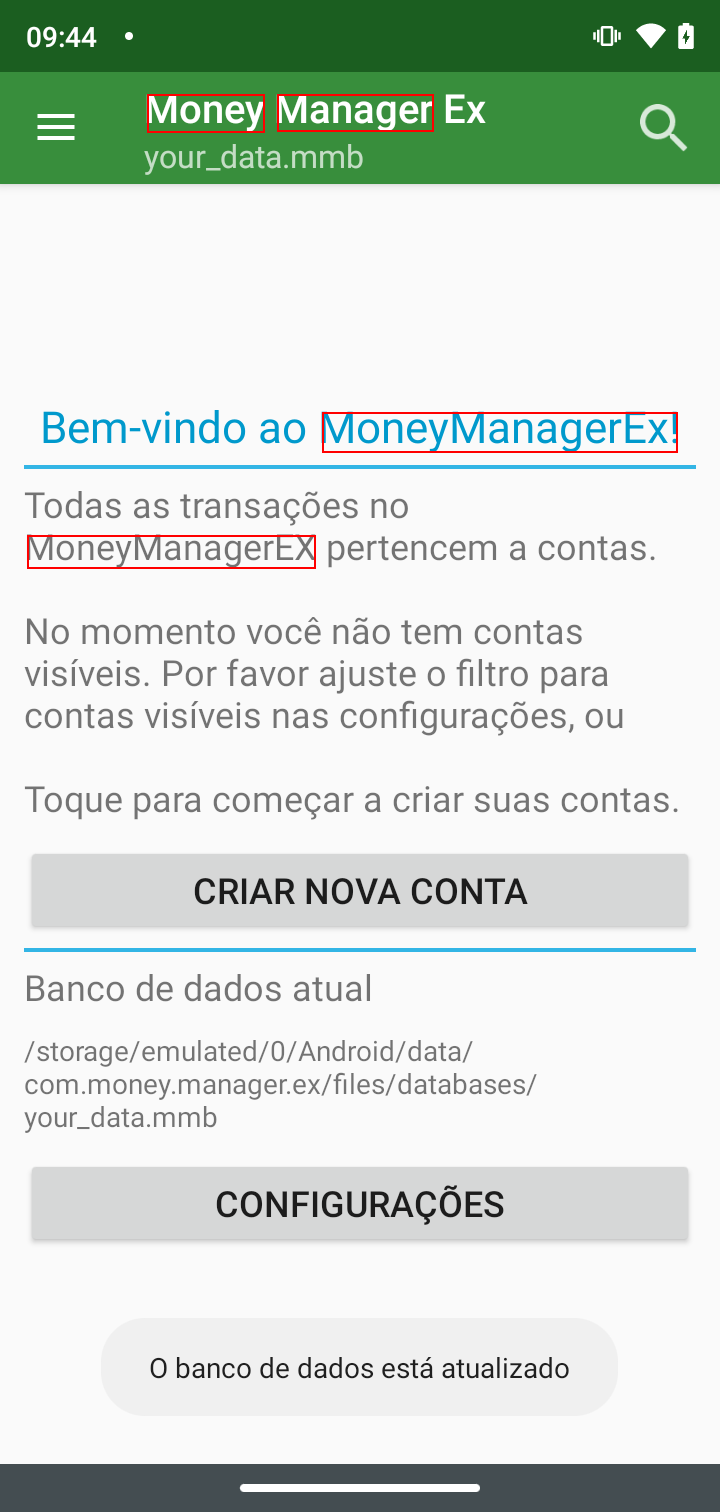 09:44
Money Manager Ex
your_data.mmb
Bem-vindo ao MoneyManagerEx!
Todas as transações no
MoneyManagerEX pertencem a contas.
No momento você não tem contas
visíveis. Por favor ajuste o filtro para
contas visíveis nas configurações, ou
Toque para começar a criar suas contas.
CRIAR NOVA CONTA
Banco de dados atual
/storage/emulated/0/Android/data/
com.money.manager.ex/files/databases/
your_data.mmb
CONFIGURAÇÕES
O banco de dados está atualizado